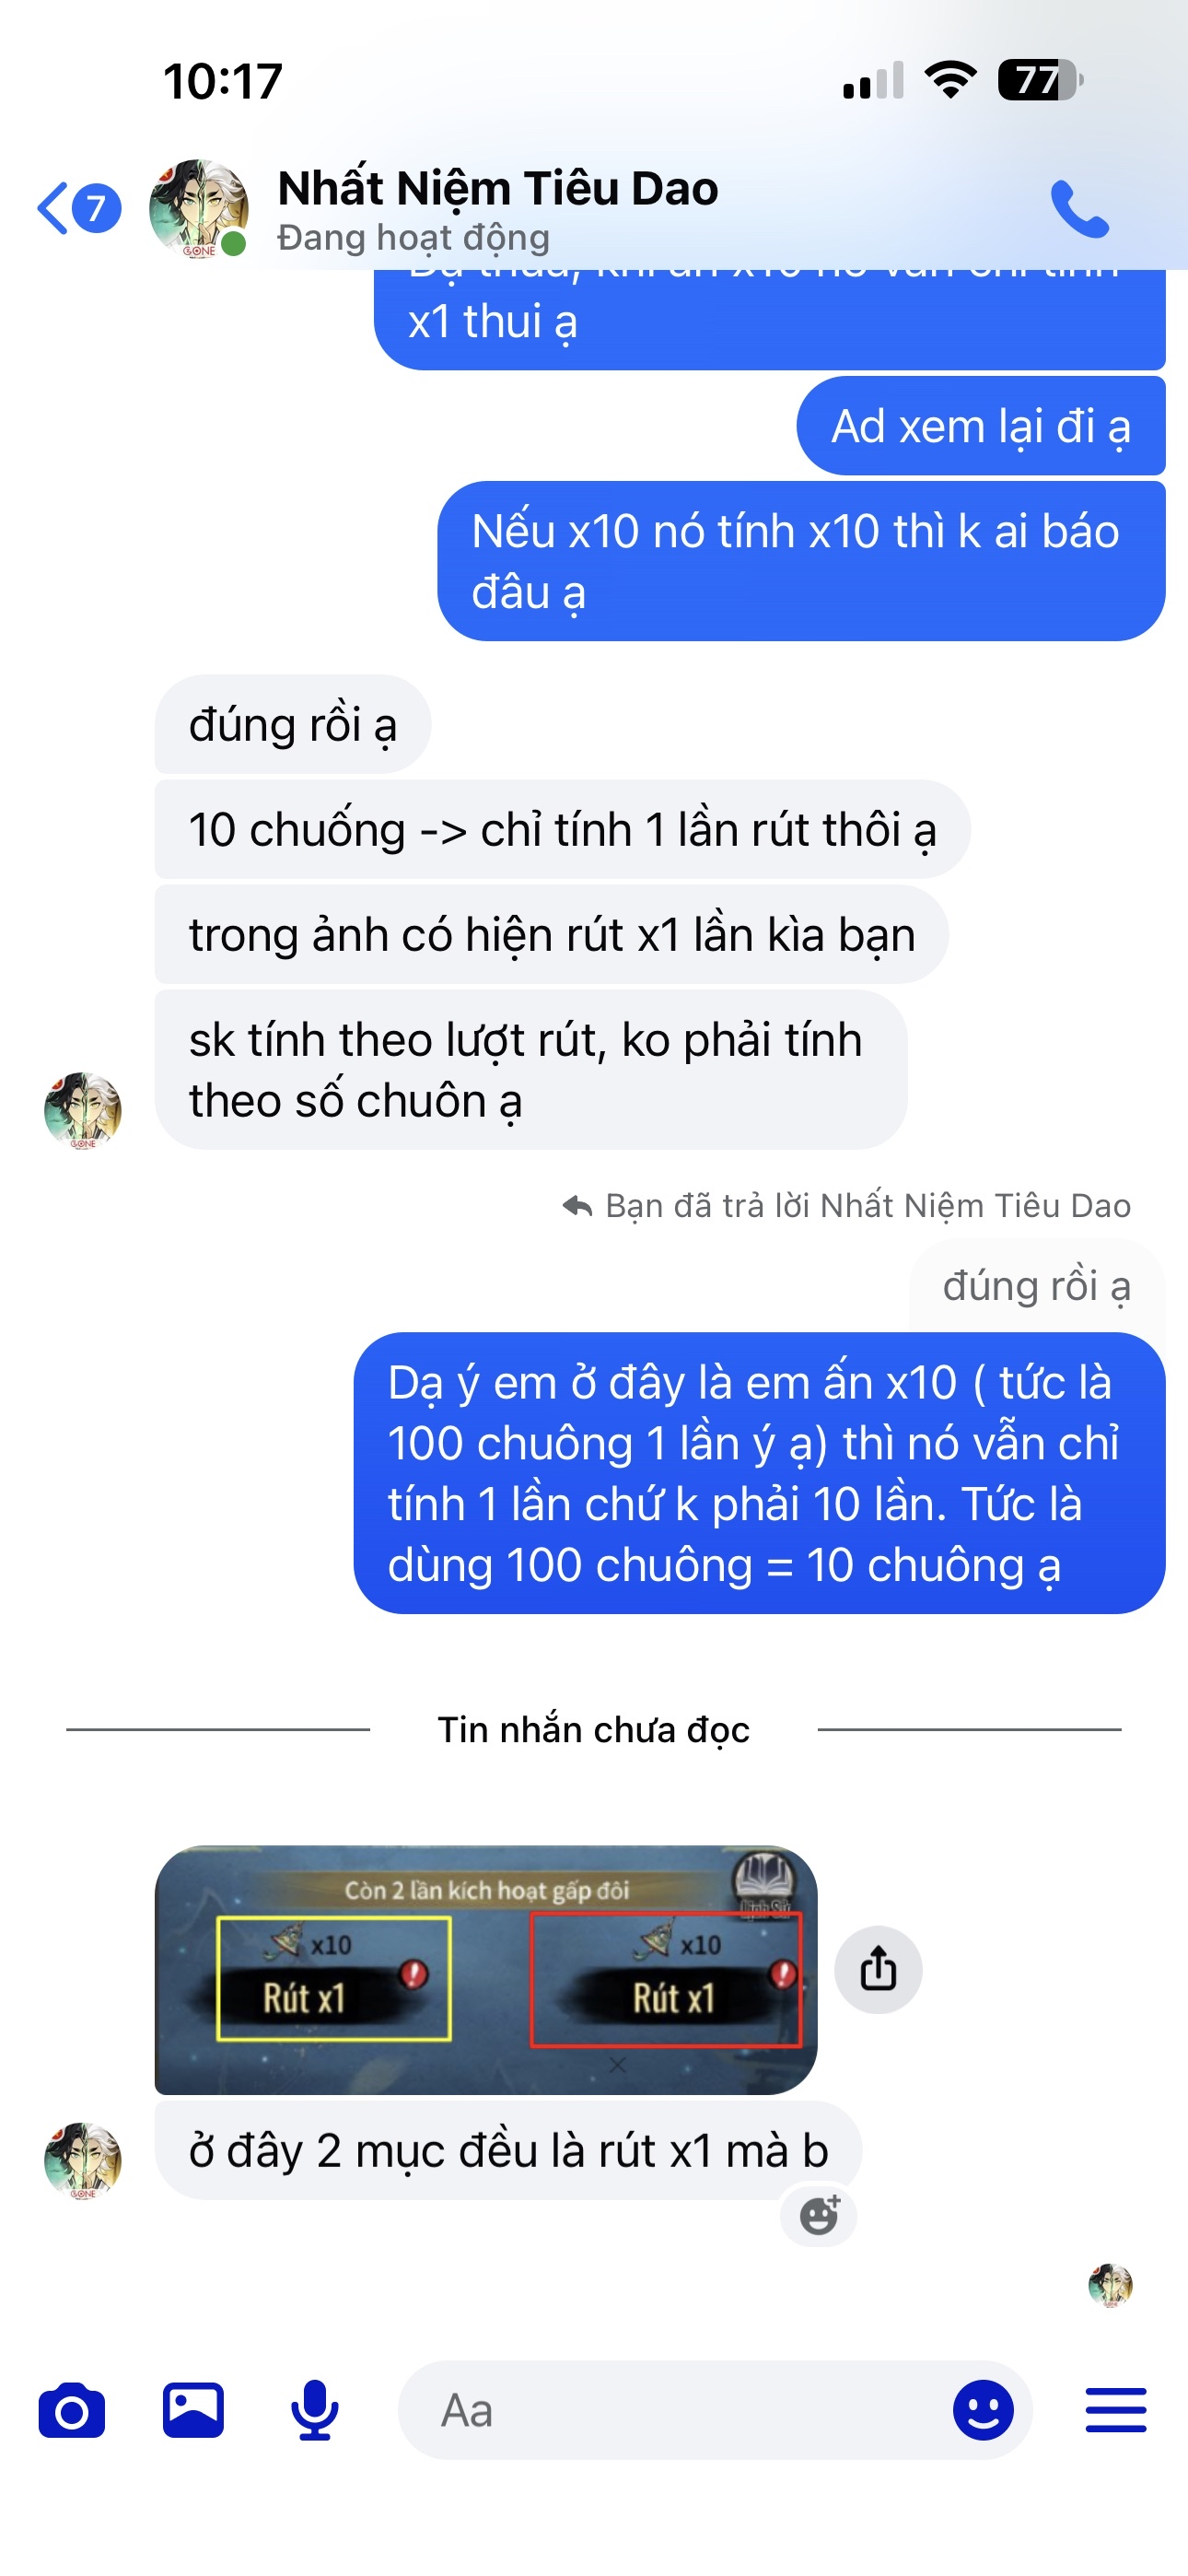 10:17
77
7
Nhất Niệm Tiêu Dao
Đang hoạt động
x1 thui ạ
Ad xem lại đi ạ
Nếu x10 nó tính x10 thì k ai báo
đâu ạ
đúng rồi ạ
10 chuống -> chỉ tính 1 lần rút thôi ạ
trong ảnh có hiện rút x1 lần kìa bạn
sk tính theo lượt rút, ko phải tính
theo số chuôn ạ
Bạn đã trả lời Nhất Niệm Tiêu Dao
đúng rồi ạ
Dạ ý em ở đây là em ấn x10 ( tức là
100 chuông 1 lần ý ạ) thì nó vẫn chỉ
tính 1 lần chứ k phải 10 lần. Tức là
dùng 100 chuông = 10 chuông ạ
Tin nhắn chưa đọc
Còn 2 lần kích hoạt gấp đôi
Lịch Sử
x10
Rút x1
x10
Rút x1
ở đây 2 mục đều là rút x1 mà b
Aa